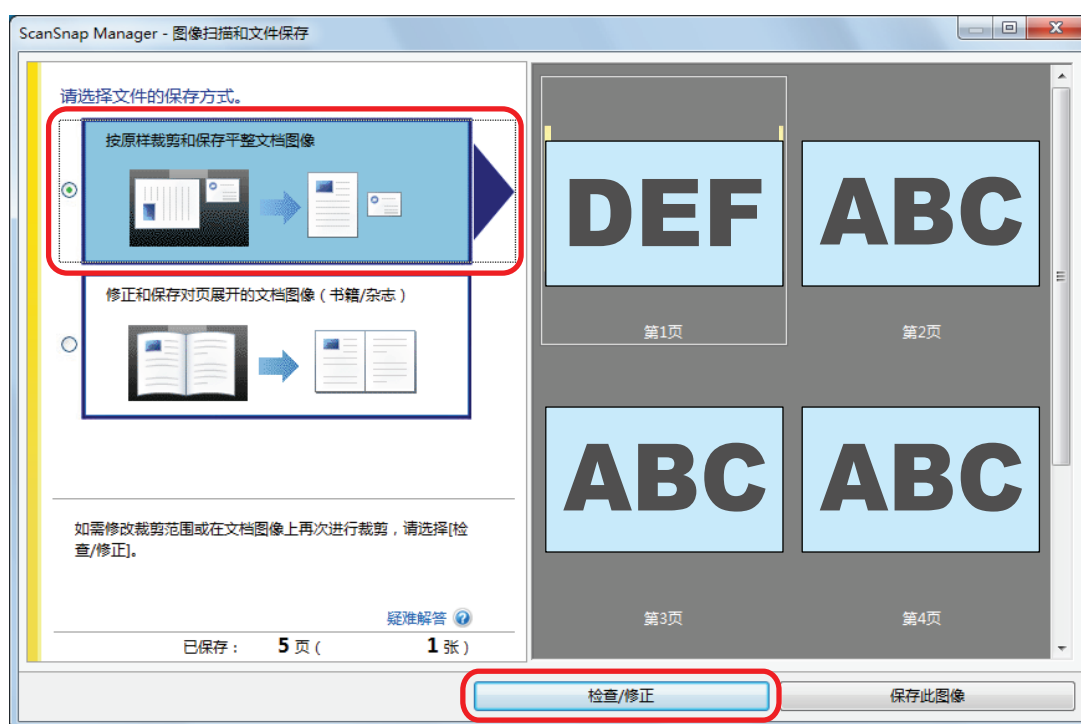 ScanSnap Manager - 图像扫描和文件保存
请选择文件的保存方式。
按原样裁剪和保存平整文档图像
修正和保存对页展开的文档图像（书籍/杂志）
如需修改裁剪范围或在文档图像上再次进行裁剪，请选择[检
查/修正]。
疑难解答
已保存： 5 页 ( 1 张 )
DEF
ABC
第1页
第2页
ABC
ABC
第3页
第4页
检查/修正
保存此图像